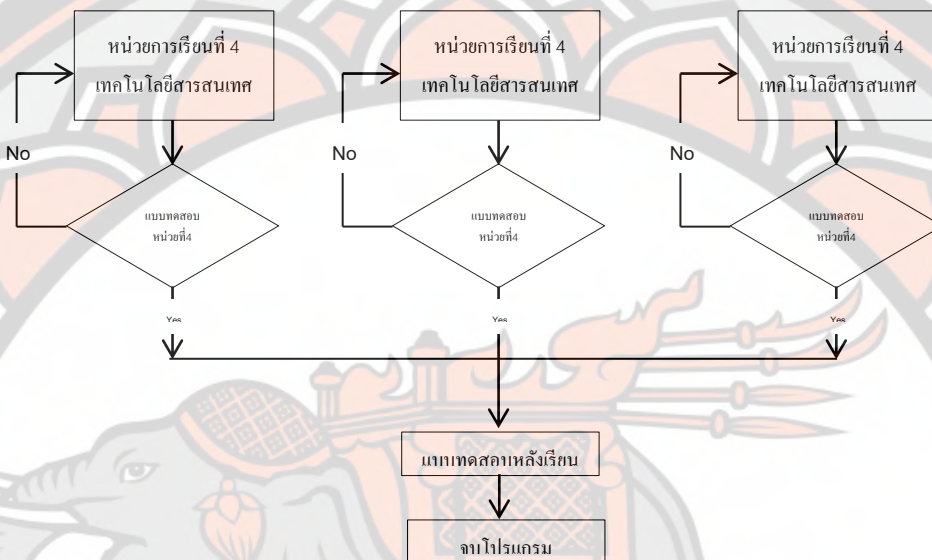 หน่วยการเรียนที่ 4
เทคโนโลยีสารสนเทศ
หน่วยการเรียนที่ 4
เทคโนโลยีสารสนเทศ
หน่วยการเรียนที่ 4
เทคโนโลยีสารสนเทศ
No
No
No
แบบทดสอบ
หน่วยที่4
แบบทดสอบ
หน่วยที่4
แบบทดสอบ
หน่วยที่4
Yes
Yes
Yes
แบบทดสอบหลังเรียน
จบโปรแกรม